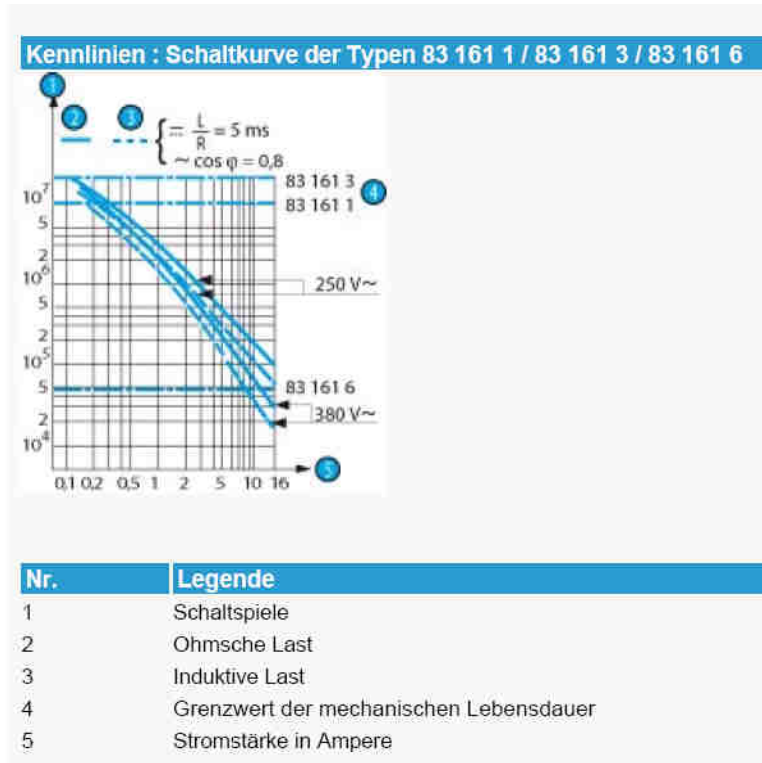 Kennlinien : Schaltkurve der Typen 83 161 1 / 83 161 3 / 83 161 6
1
2 3
= L/R = 5 ms
~ cos φ = 0,8
83 161 3
4
10⁷
83 161 1
5
2
10⁶
250 V~
5
2
10⁵
5
83 161 6
2
380 V~
10⁴
5
0,1 0,2 0,5 1 2 5 10 16
Nr. Legende
1 Schaltspiele
2 Ohmsche Last
3 Induktive Last
4 Grenzwert der mechanischen Lebensdauer
5 Stromstärke in Ampere